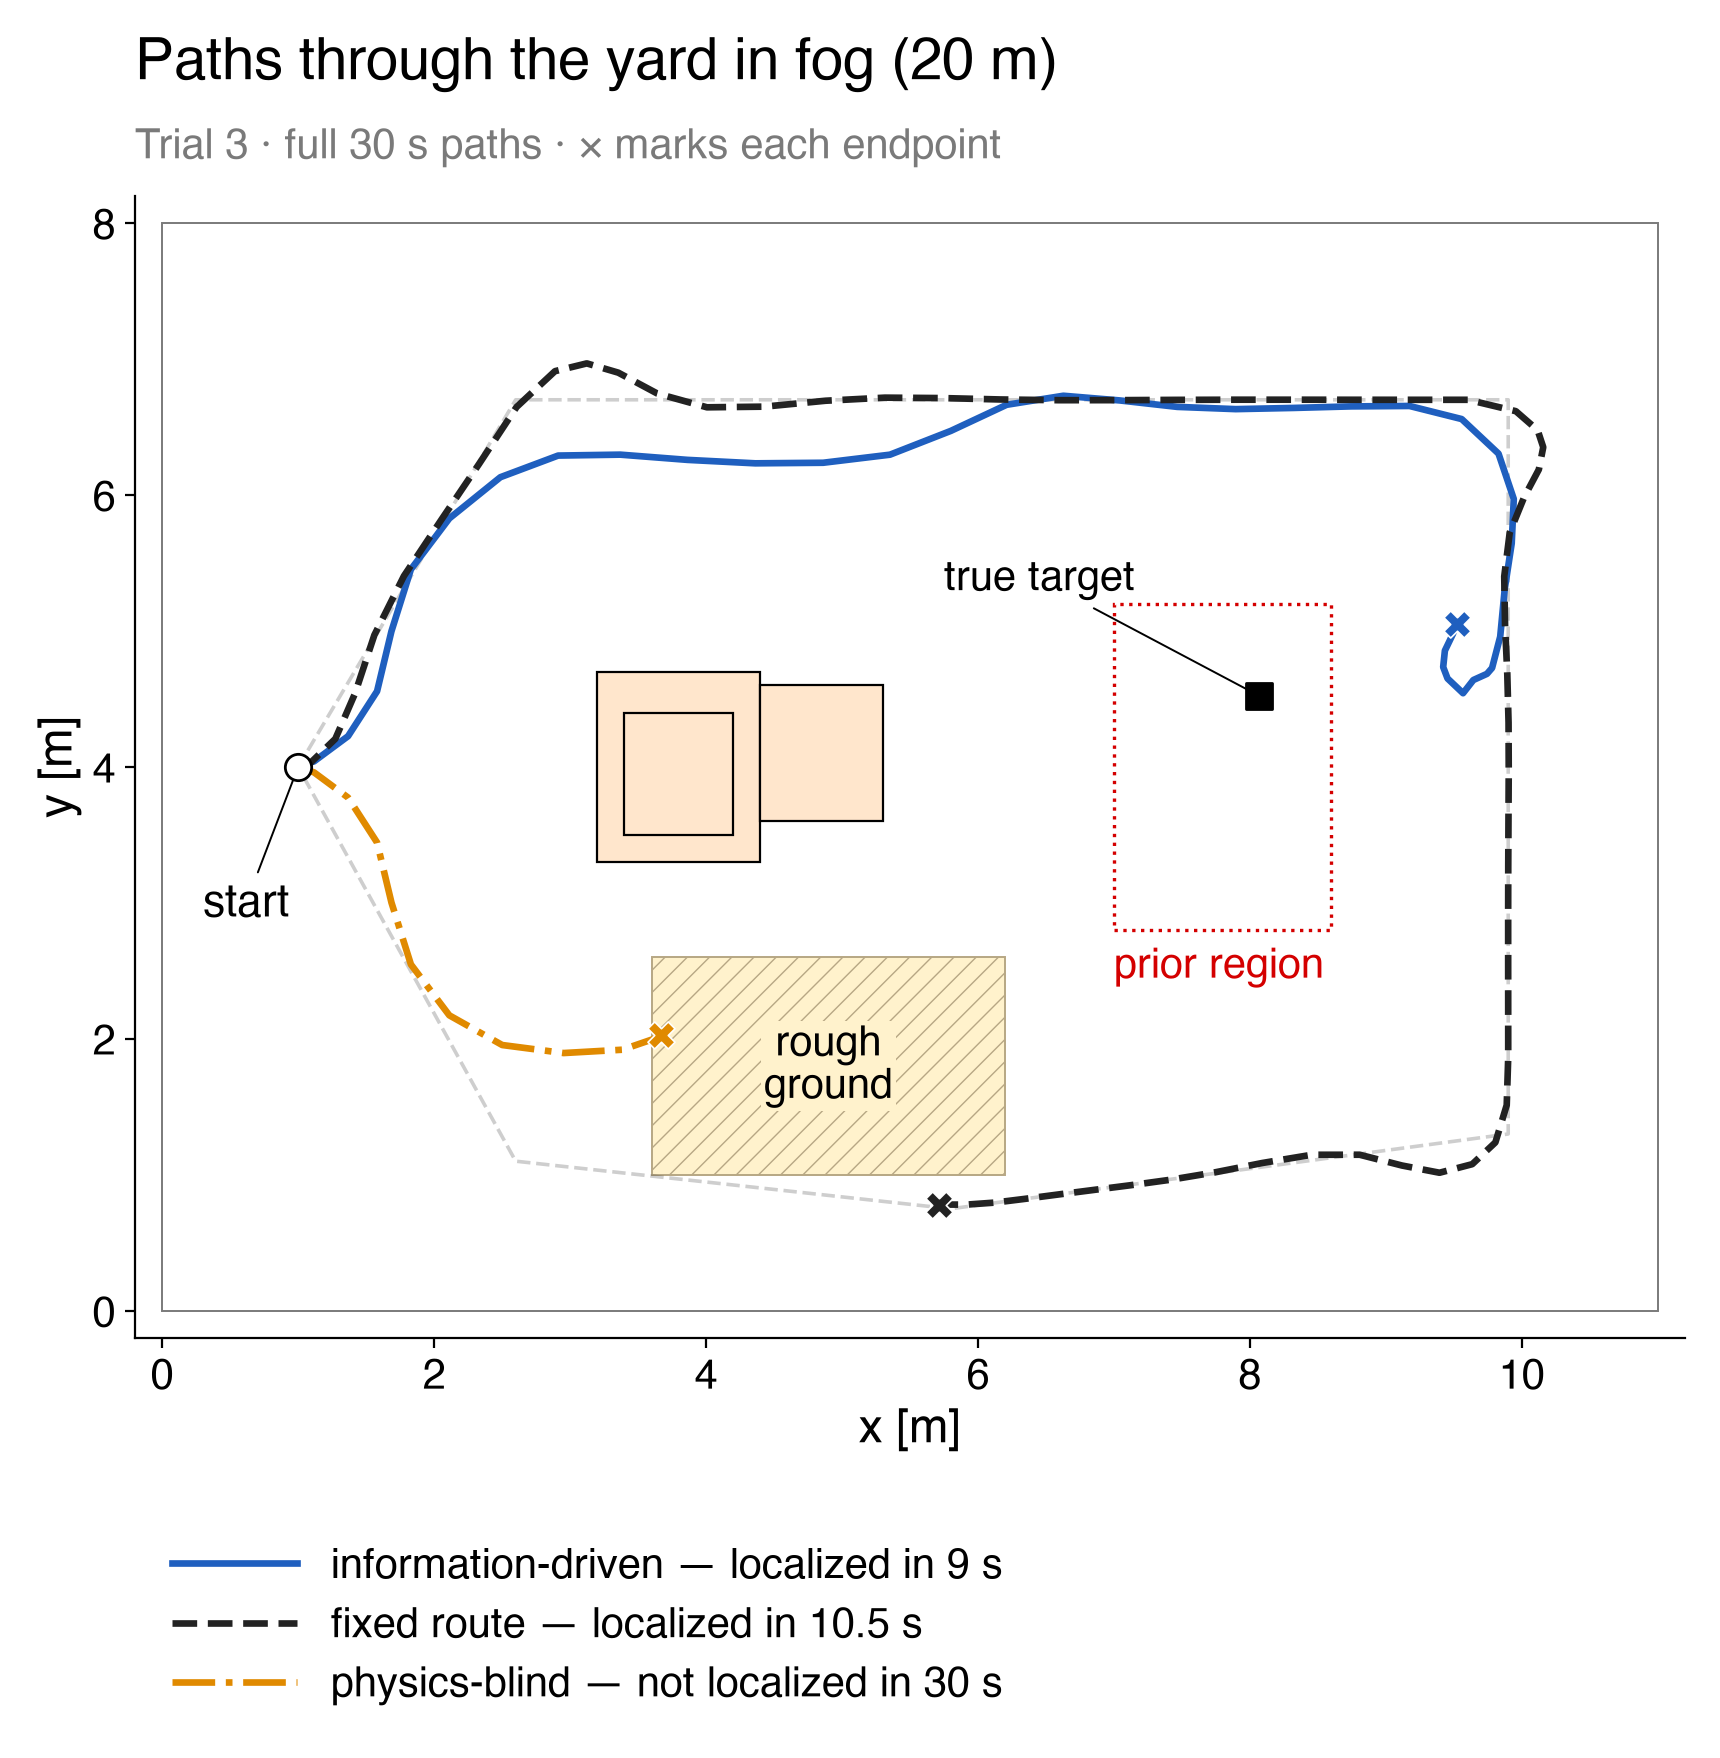 Paths through the yard in fog (20 m)
Trial 3 · full 30 s paths · × marks each endpoint
8
6
4
2
0
y [m]
true target
start
prior region
rough
ground
0 2 4 6 8 10
x [m]
information-driven — localized in 9 s
fixed route — localized in 10.5 s
physics-blind — not localized in 30 s